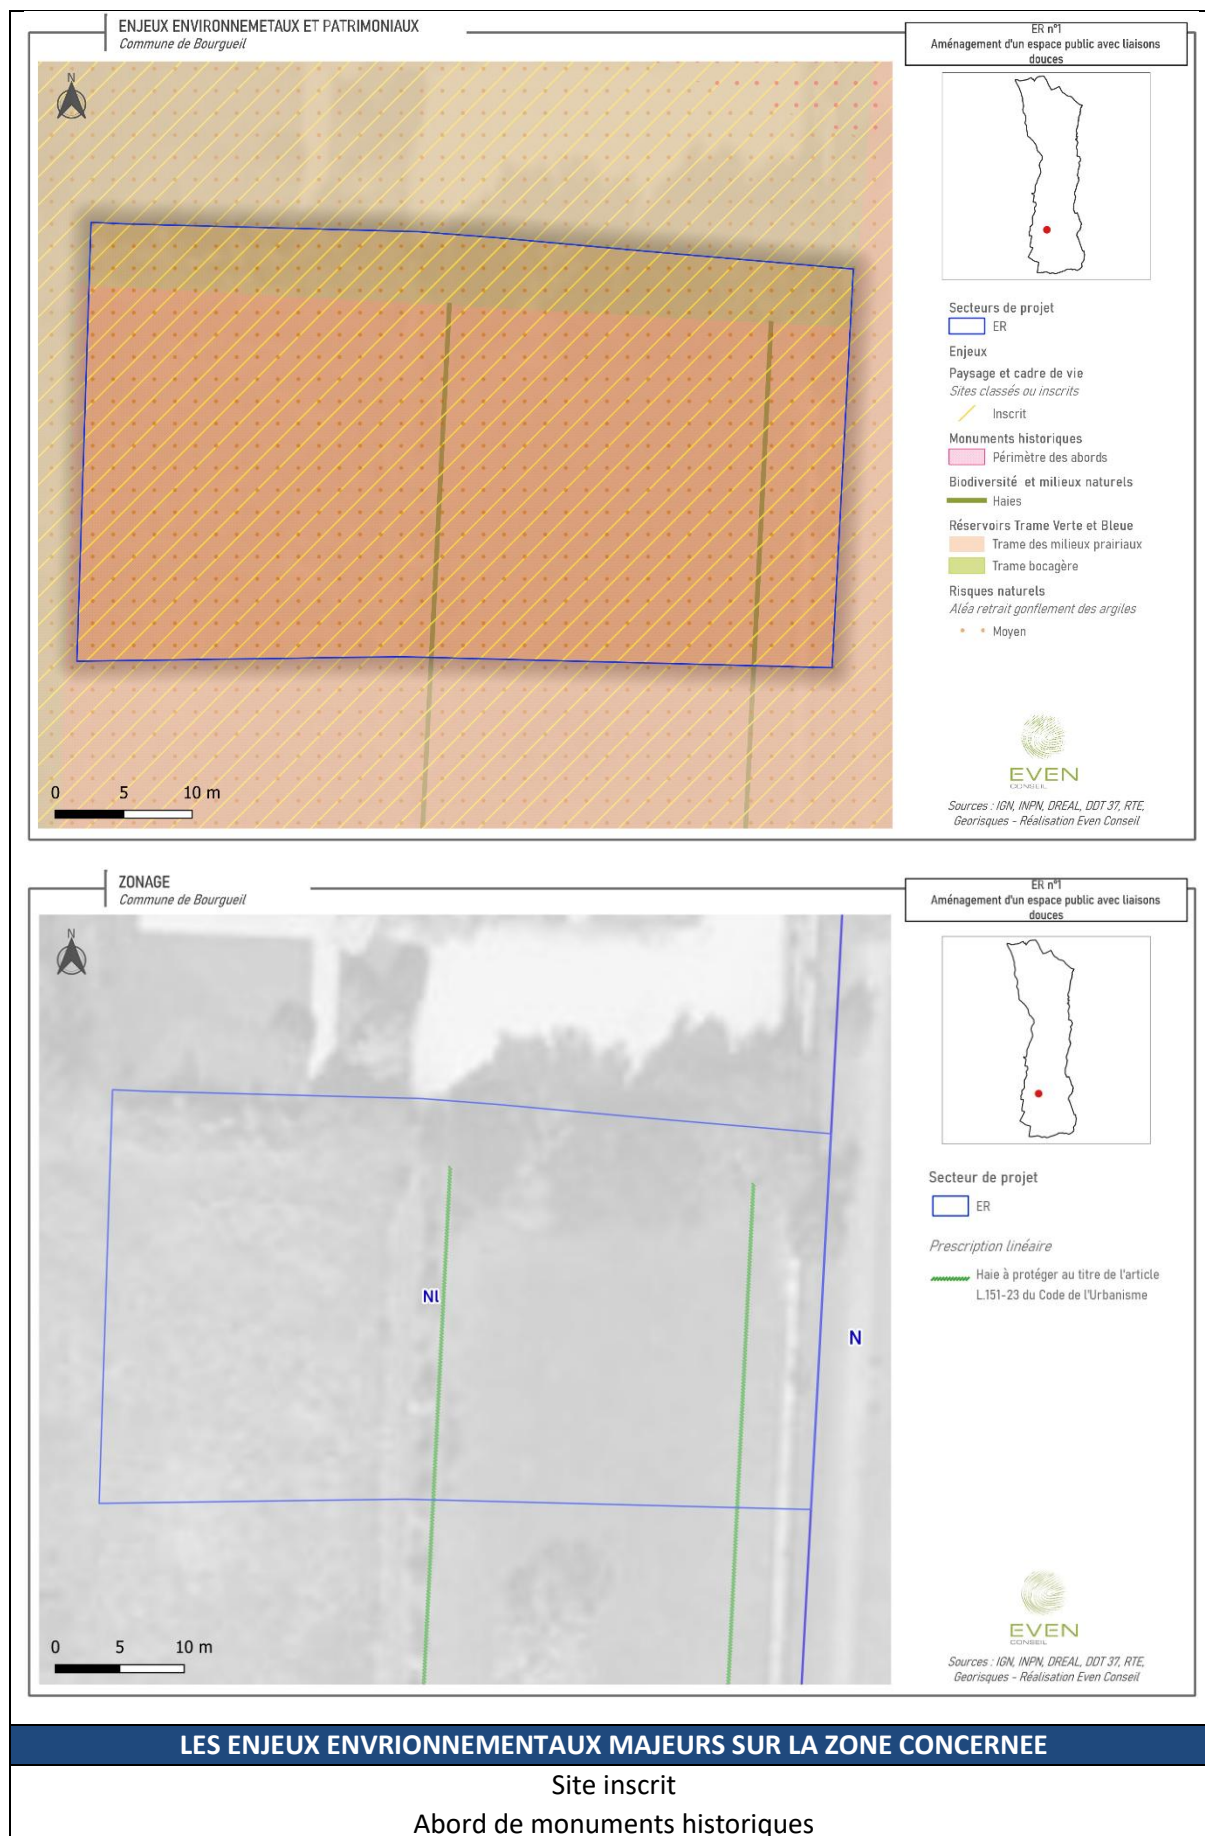 ENJEUX ENVIRONNEMETAUX ET PATRIMONIAUX
Commune de Bourgueil
ER n°1
Aménagement d'un espace public avec liaisons
douces
N
Secteurs de projet
ER
Enjeux
Paysage et cadre de vie
Sites classés ou inscrits
Inscrit
Monuments historiques
Périmètre des abords
Biodiversité et milieux naturels
Haies
Réservoirs Trame Verte et Bleue
Trame des milieux prairiaux
Trame bocagère
Risques naturels
Aléa retrait gonflement des argiles
Moyen
0 5 10 m
EVEN
CONSEIL
Sources : IGN, INPN, DREAL, DDT 37, RTE,
Georisques - Réalisation Even Conseil
ZONAGE
Commune de Bourgueil
ER n°1
Aménagement d'un espace public avec liaisons
douces
N
Secteur de projet
ER
Prescription linéaire
Haie à protéger au titre de l'article
L.151-23 du Code de l'Urbanisme
Nl
N
0 5 10 m
EVEN
CONSEIL
Sources : IGN, INPN, DREAL, DDT 37, RTE,
Georisques - Réalisation Even Conseil
LES ENJEUX ENVRIONNEMENTAUX MAJEURS SUR LA ZONE CONCERNEE
Site inscrit
Abord de monuments historiques